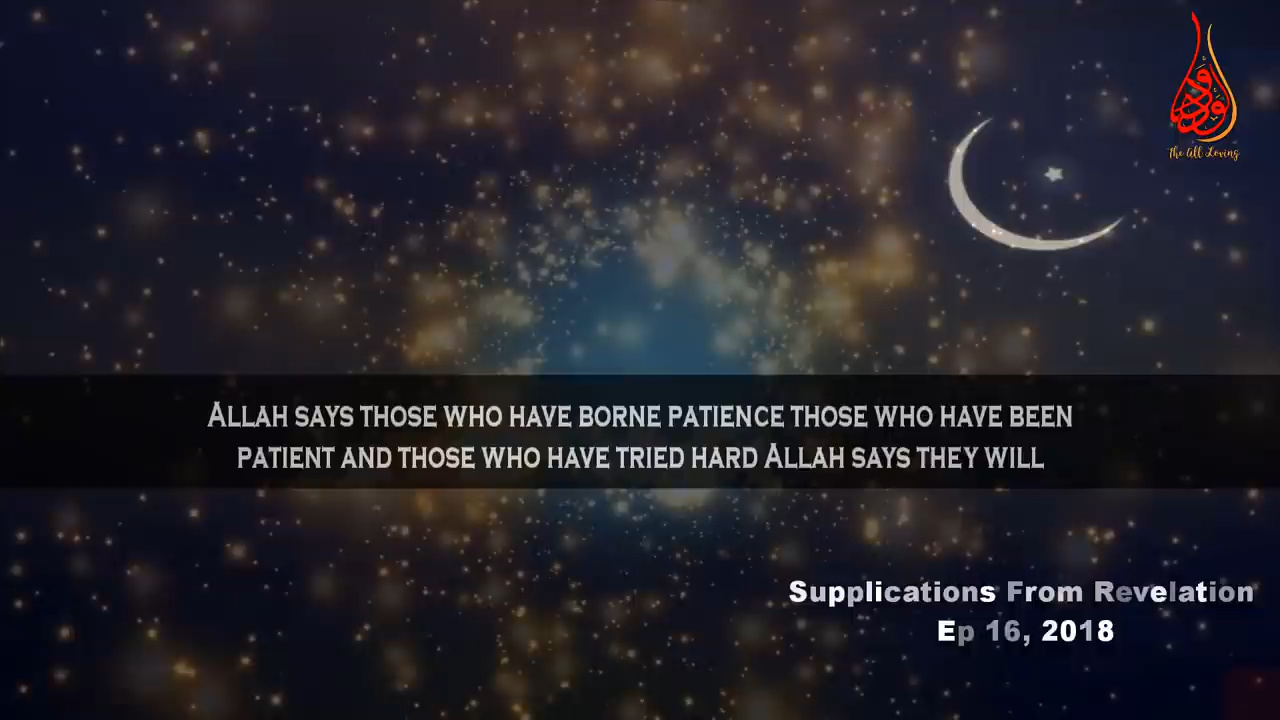 الودود
The All Loving
Allah says those who have borne patience those who have been
patient and those who have tried hard Allah says they will
Supplications From Revelation
Ep 16, 2018